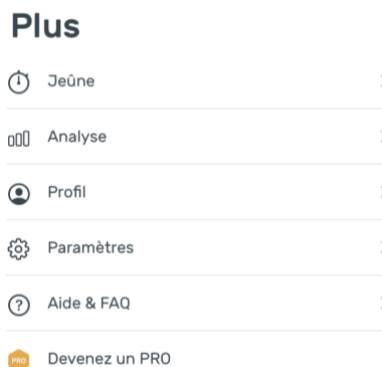 Plus
Jeûne
Analyse
Profil
Paramètres
Aide & FAQ
PRO Devenez un PRO